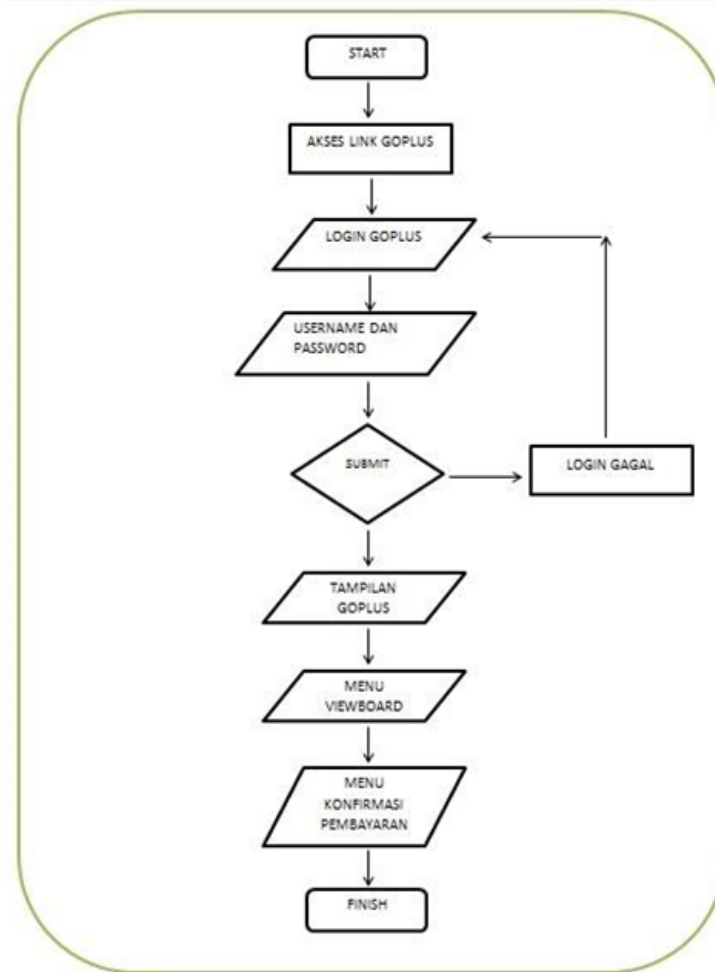 START
AKSES LINK GOPLUS
LOGIN GOPLUS
USERNAME DAN
PASSWORD
SUBMIT
LOGIN GAGAL
TAMPILAN
GOPLUS
MENU
VIEWBOARD
MENU
KONFIRMASI
PEMBAYARAN
FINISH